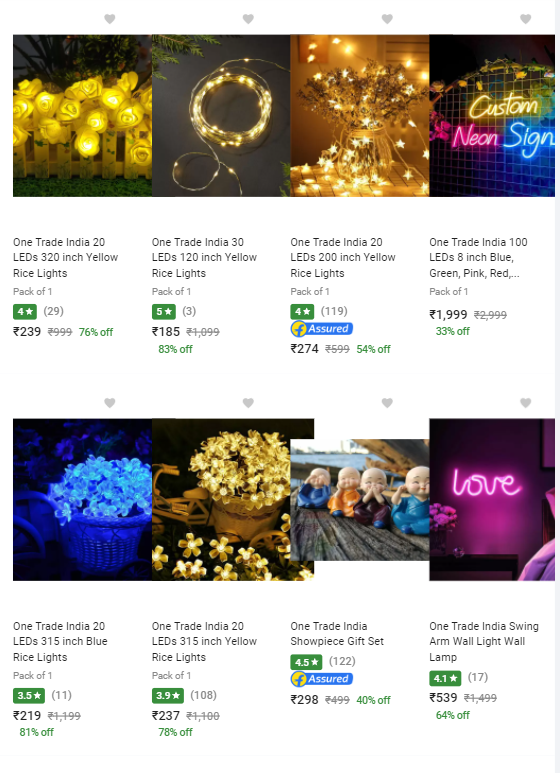 Custom
Neon Sign
One Trade India 20
LEDs 320 inch Yellow
Rice Lights
Pack of 1
4★ (29)
₹239 ₹999 76% off
One Trade India 30
LEDs 120 inch Yellow
Rice Lights
Pack of 1
5★ (3)
₹185 ₹1,099
83% off
One Trade India 20
LEDs 200 inch Yellow
Rice Lights
Pack of 1
4★ (119)
Assured
₹274 ₹599 54% off
One Trade India 100
LEDs 8 inch Blue,
Green, Pink, Red,...
Pack of 1
₹1,999 ₹2,999
33% off
love
One Trade India 20
LEDs 315 inch Blue
Rice Lights
Pack of 1
3.5★ (11)
₹219 ₹1,199
81% off
One Trade India 20
LEDs 315 inch Yellow
Rice Lights
Pack of 1
3.9★ (108)
₹237 ₹1,100
78% off
One Trade India
Showpiece Gift Set
4.5★ (122)
Assured
₹298 ₹499 40% off
One Trade India Swing
Arm Wall Light Wall
Lamp
4.1★ (17)
₹539 ₹1,499
64% off